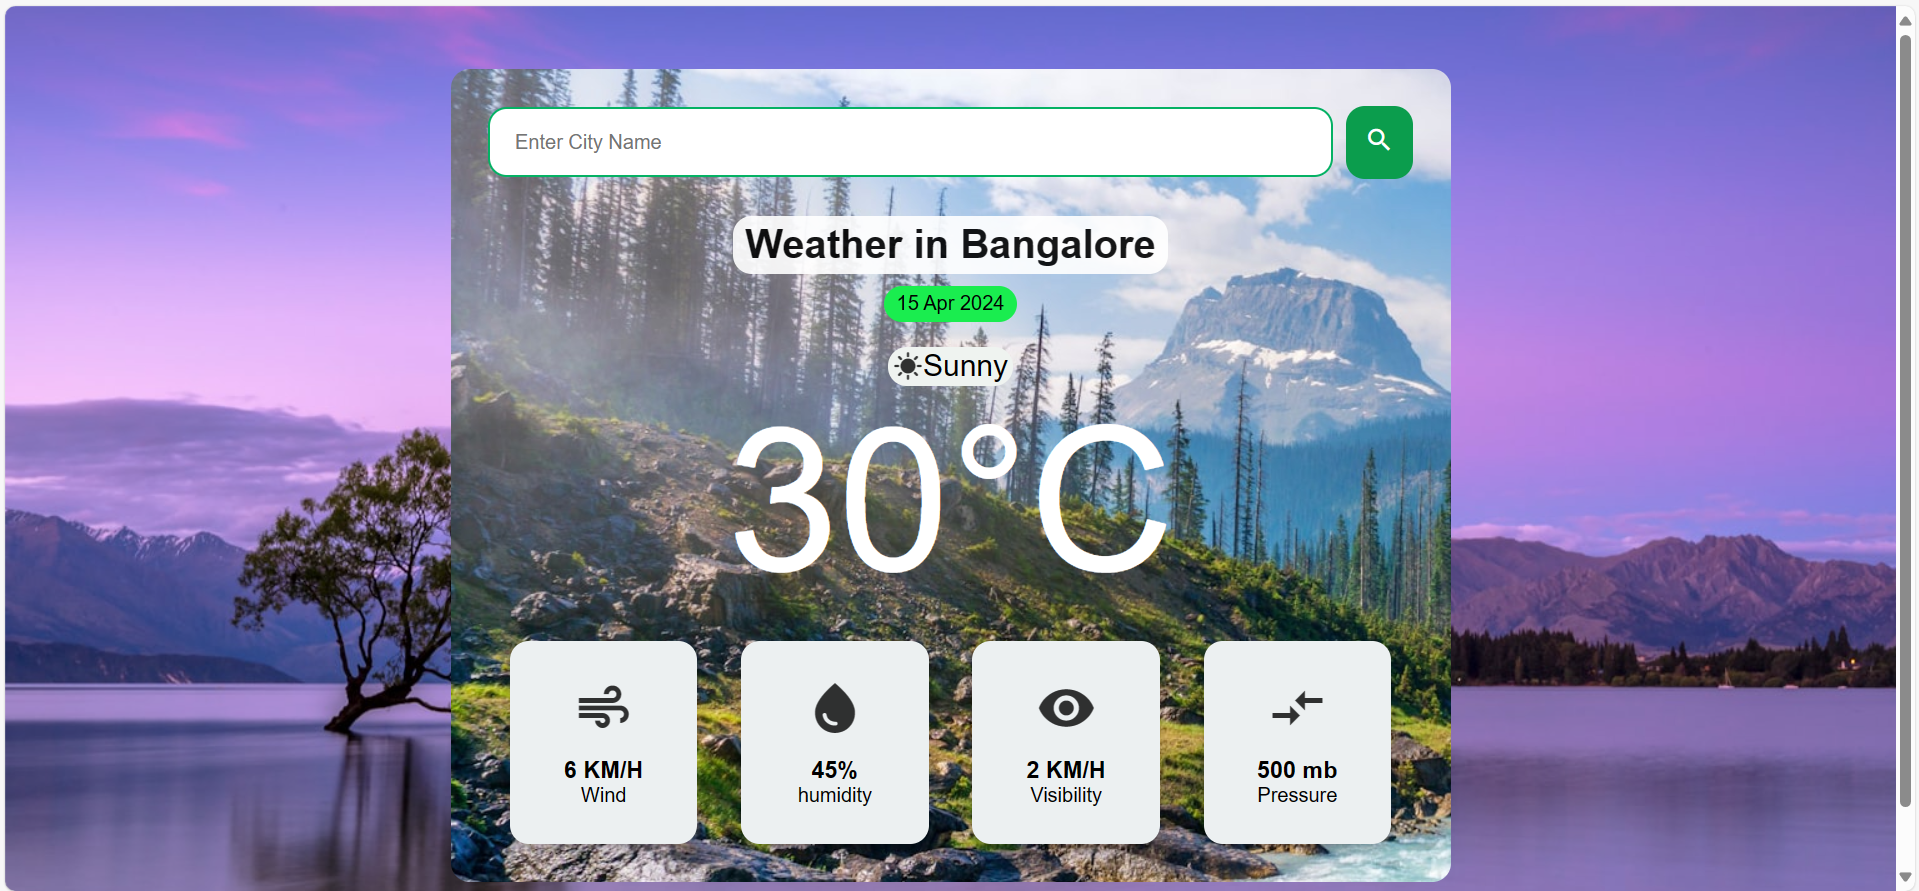 Enter City Name
Weather in Bangalore
15 Apr 2024
Sunny
30°C
6 KM/H
Wind
45%
humidity
2 KM/H
Visibility
500 mb
Pressure